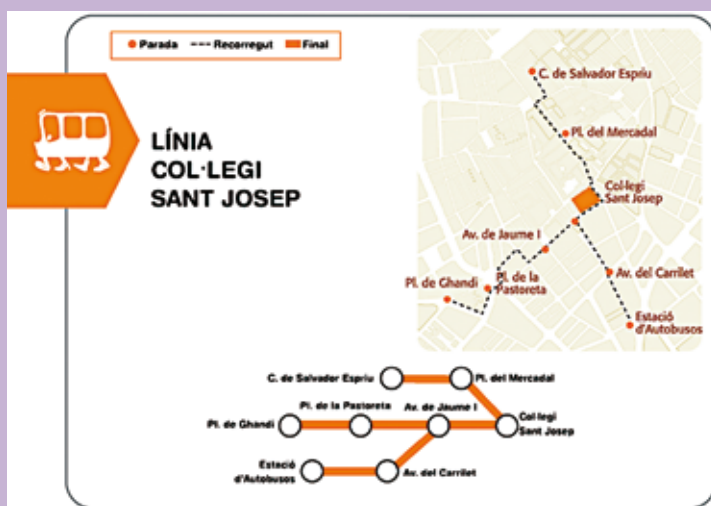 Parada Recorregut Final
LÍNIA
COL·LEGI
SANT JOSEP
C. de Salvador Espriu
Pl. del Mercadal
Col·legi
Sant Josep
Av. de Jaume I
Pl. de Ghandi
Pl. de la
Pastoreta
Av. del Carrilet
Estació
d'Autobusos
C. de Salvador Espriu
Pl. del Mercadal
Pl. de Ghandi
Pl. de la Pastoreta
Av. de Jaume I
Col·legi
Sant Josep
Estació
d'Autobusos
Av. del Carrilet